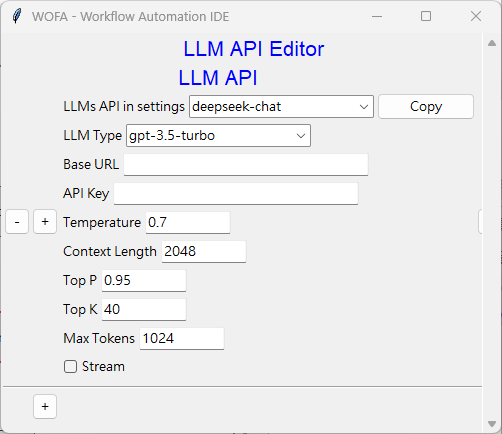 WOFA - Workflow Automation IDE
LLM API Editor
LLM API
LLMs API in settings deepseek-chat Copy
LLM Type gpt-3.5-turbo
Base URL
API Key
- + Temperature 0.7
Context Length 2048
Top P 0.95
Top K 40
Max Tokens 1024
Stream
+